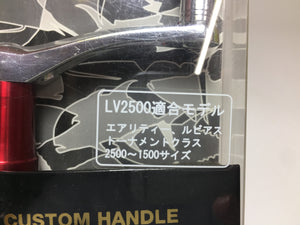 LV2500適合モデル
エアリティ、ルビアス
トーナメントクラス
2500～1500サイズ
CUSTOM HANDLE